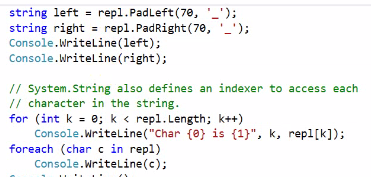 string left = repl.PadLeft(70, '_');
string right = repl.PadRight(70, '_');
Console.WriteLine(left);
Console.WriteLine(right);
// System.String also defines an indexer to access each
// character in the string.
for (int k = 0; k < repl.Length; k++)
Console.WriteLine("Char {0} is {1}", k, repl[k]);
foreach (char c in repl)
Console.WriteLine(c);